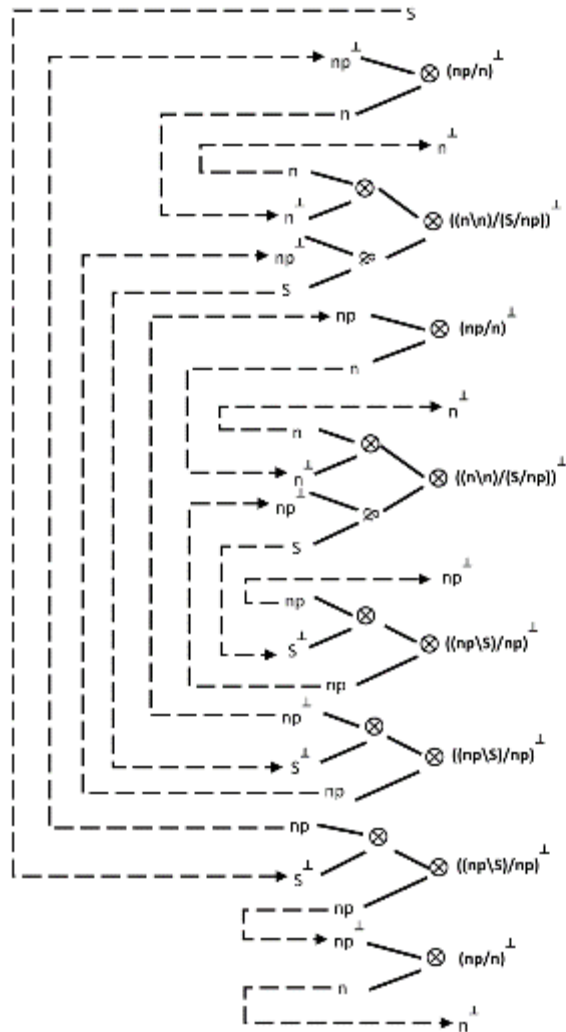 S
np⊥ ⊗ (np/n)⊥
n
n⊥
n ⊗
n⊥ ⊗ ((n\n)/(S/np))⊥
np⊥ ⅋
S
np ⊗ (np/n)⊥
n
n⊥
n ⊗
n⊥ ⊗ ((n\n)/(S/np))⊥
np⊥ ⅋
S
np⊥
np ⊗
S⊥ ⊗ ((np\S)/np)⊥
np
np⊥ ⊗
S⊥ ⊗ ((np\S)/np)⊥
np
np ⊗
S⊥ ⊗ ((np\S)/np)⊥
np
np⊥ ⊗ (np/n)⊥
n
n⊥